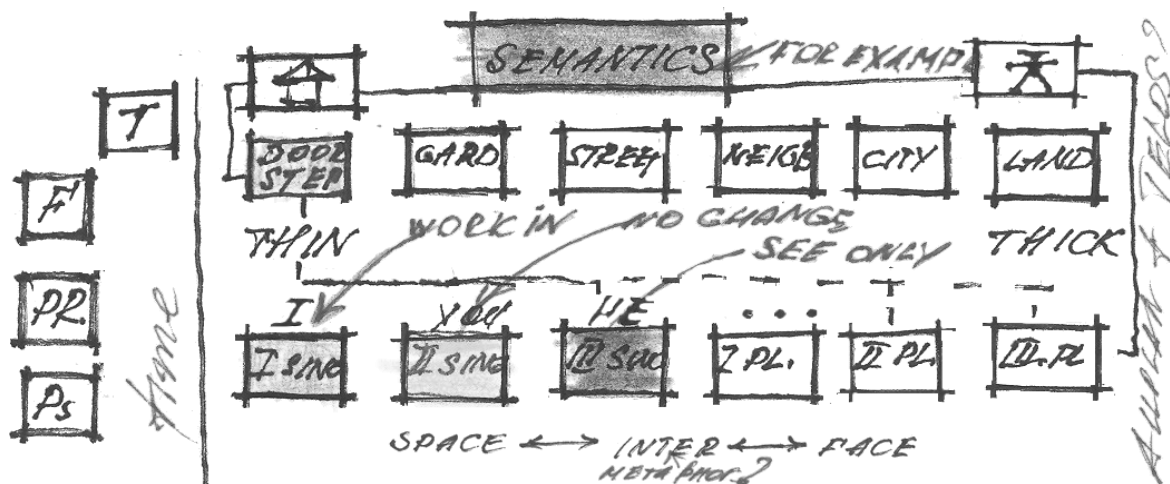 SEMANTICS
FOR EXAMP
T
DOOR STEP
GARD
STREET
NEIGB
CITY
LAND
F
PR.
PS
time
THIN
WORK IN
NO CHANGE
SEE ONLY
THICK
I
YOU
HE
...
I SING
II SING
III SING
I PL.
II PL.
III. PL
SPACE ↔ INTER ↔ FACE
METAPHOR?